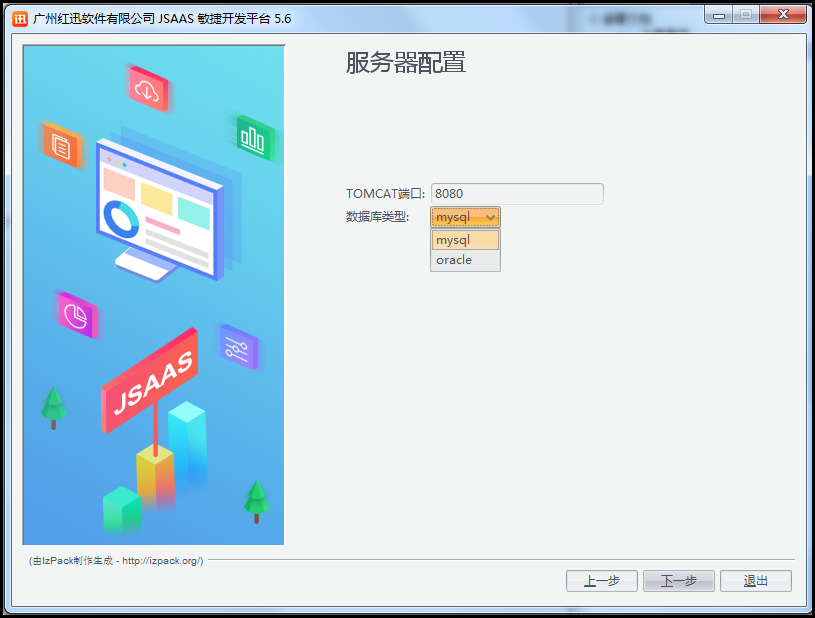 广州红迅软件有限公司 JSAAS 敏捷开发平台 5.6
服务器配置
TOMCAT端口: 8080
数据库类型: mysql
mysql
oracle
JSAAS
(由IzPack制作生成 - http://izpack.org/)
上一步 下一步 退出